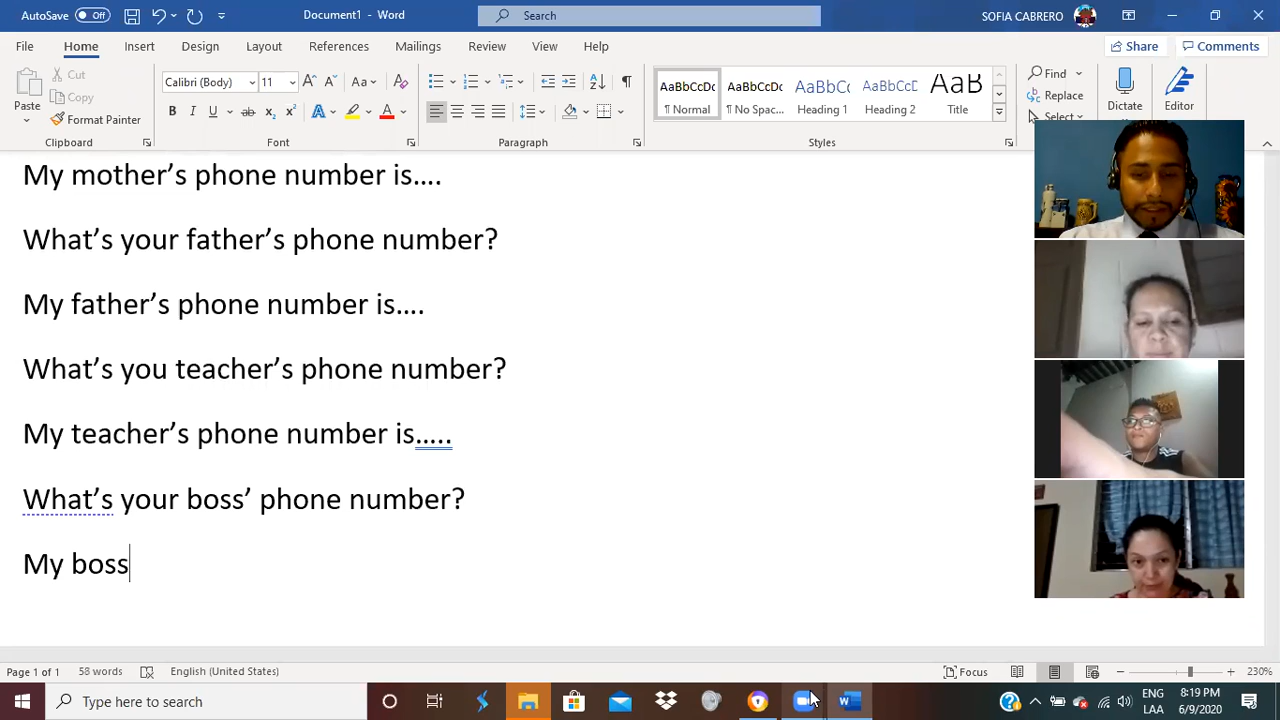 AutoSave Off Document1 - Word Search SOFIA CABRERO
File Home Insert Design Layout References Mailings Review View Help Share Comments
Paste Cut Copy Format Painter Clipboard
Calibri (Body) 11 Aa B I U ab x₂ x² A A Font
Paragraph
AaBbCcDc ¶ Normal AaBbCcDc ¶ No Spac... AaBbCc Heading 1 AaBbCcE Heading 2 AaB Title Styles
Find Replace Select Dictate Editor
My mother’s phone number is….
What’s your father’s phone number?
My father’s phone number is….
What’s you teacher’s phone number?
My teacher’s phone number is…..
What’s your boss’ phone number?
My boss
Page 1 of 1 58 words English (United States) Focus 230%
Type here to search ENG LAA 8:19 PM 6/9/2020